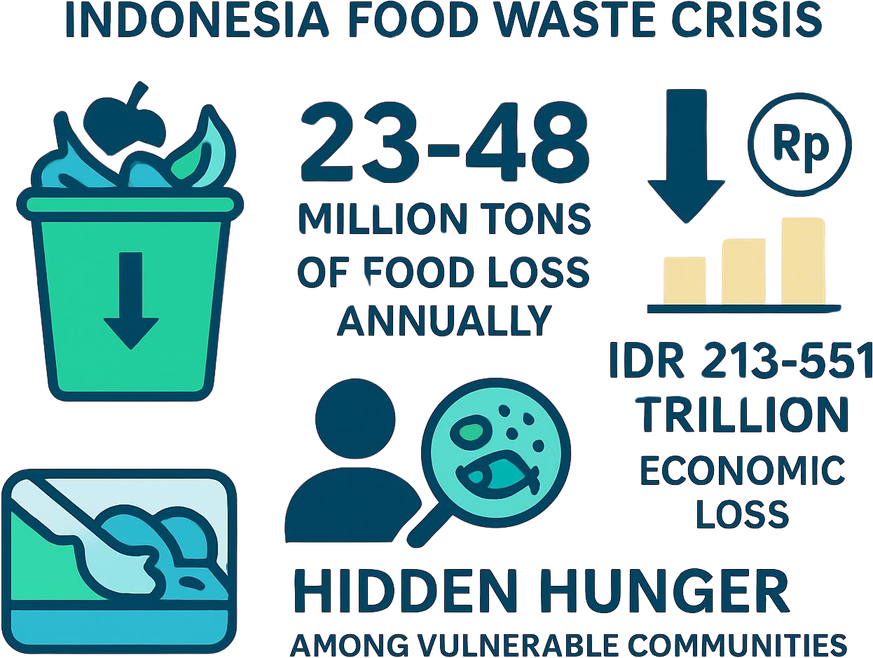 INDONESIA FOOD WASTE CRISIS
23-48
MILLION TONS
OF FOOD LOSS
ANNUALLY
Rp
IDR 213-551
TRILLION
ECONOMIC
LOSS
HIDDEN HUNGER
AMONG VULNERABLE COMMUNITIES